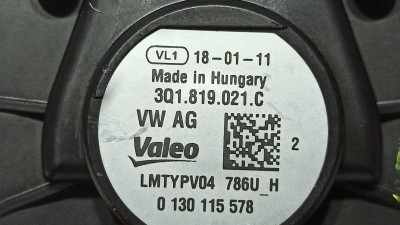 VL1 18-01-11
Made in Hungary
3Q1.819.021.C
VW AG
Valeo
2
LMTYPV04 786U_H
0 130 115 578